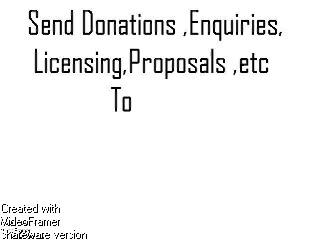 Send Donations ,Enquiries,
Licensing,Proposals ,etc
To
Created with
VideoFramer
shareware version